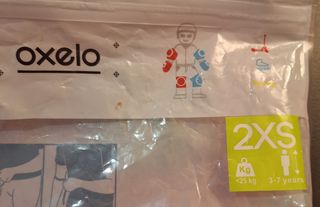 oxelo
2XS
Kg
<25 kg
3-7 years